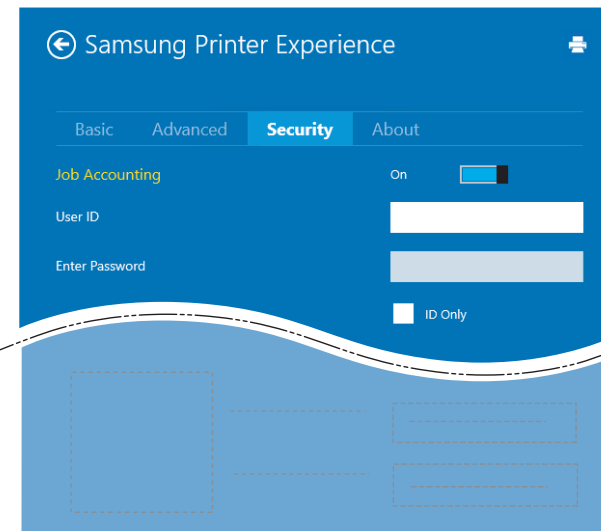 Samsung Printer Experience
Basic Advanced Security About
Job Accounting On
User ID
Enter Password
ID Only